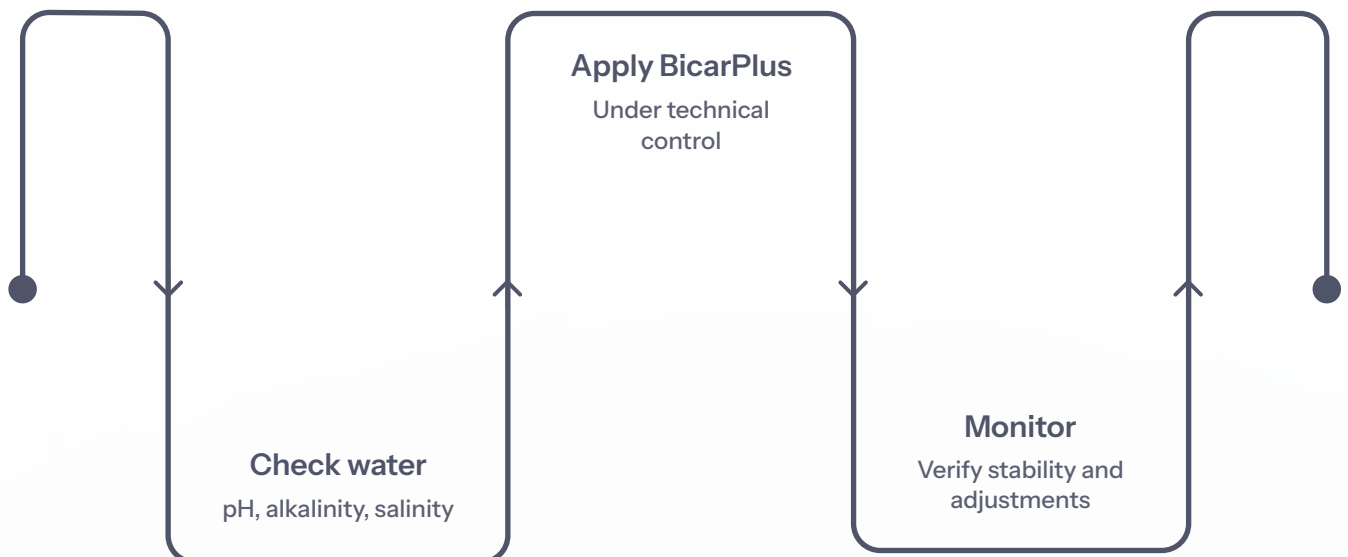 Check water
pH, alkalinity, salinity
Apply BicarPlus
Under technical
control
Monitor
Verify stability and
adjustments